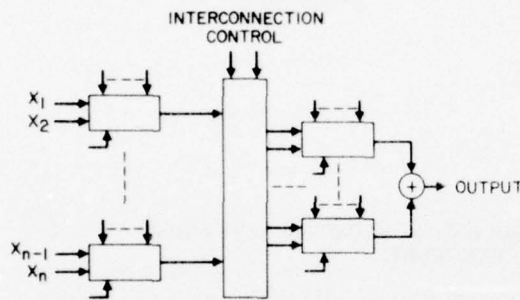 INTERCONNECTION
CONTROL
X1
X2
Xn-1
Xn
OUTPUT